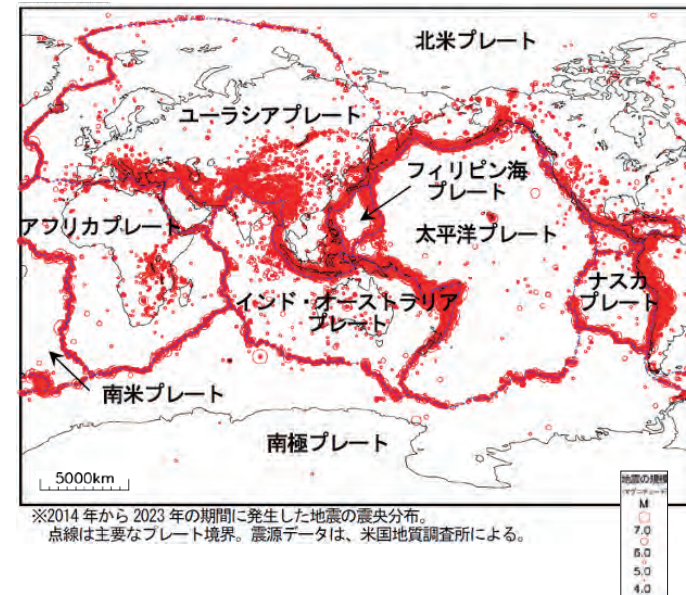 北米プレート
ユーラシアプレート
フィリピン海
プレート
アフリカプレート
太平洋プレート
ナスカ
プレート
インド・オーストラリア
プレート
南米プレート
南極プレート
5000km
※2014 年から 2023 年の期間に発生した地震の震央分布。
点線は主要なプレート境界。震源データは、米国地質調査所による。
地震の規模
(マグニチュード)
M
7.0
6.0
5.0
4.0